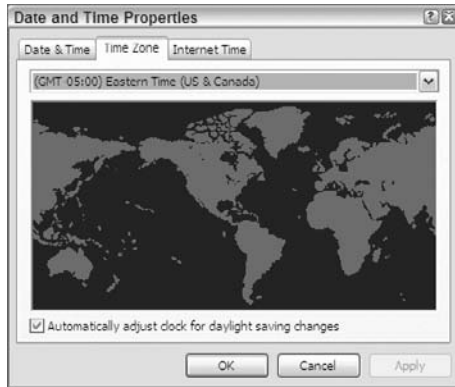 Date and Time Properties
Date & Time Time Zone Internet Time
(GMT-05:00) Eastern Time (US & Canada)
Automatically adjust clock for daylight saving changes
OK Cancel Apply